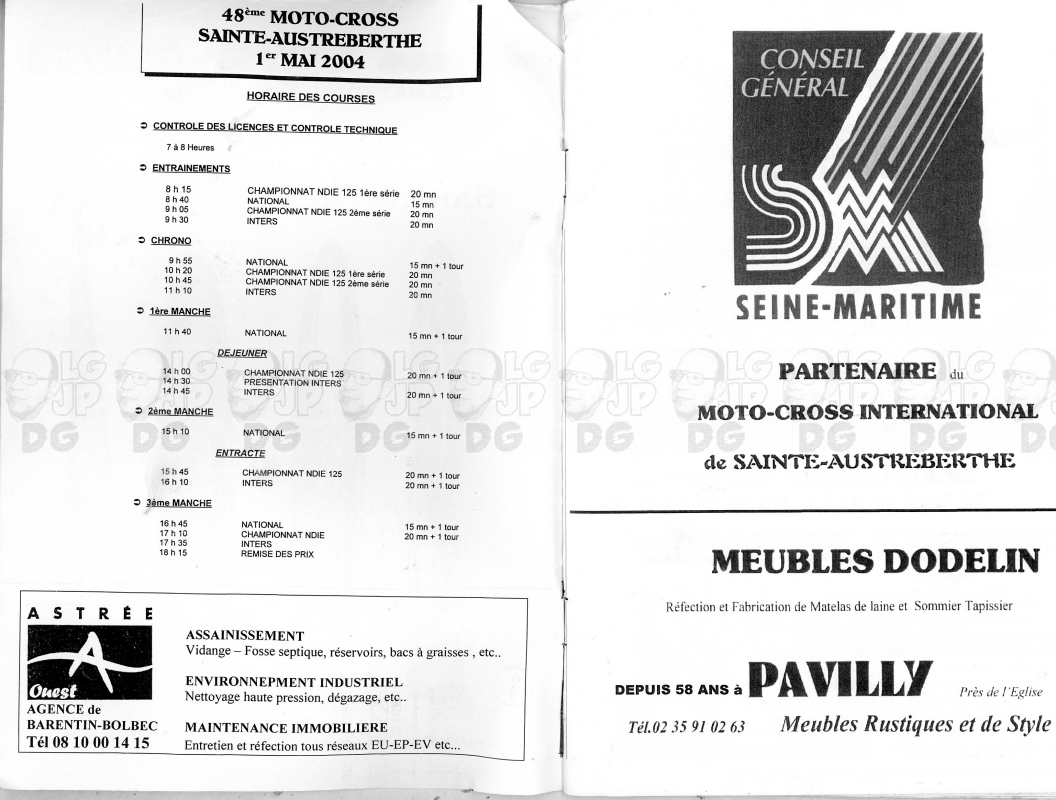 48ème MOTO-CROSS
SAINTE-AUSTREBERTHE
1er MAI 2004
HORAIRE DES COURSES
➲ CONTROLE DES LICENCES ET CONTROLE TECHNIQUE
7 à 8 Heures
➲ ENTRAINEMENTS
8 h 15 CHAMPIONNAT NDIE 125 1ère série 20 mn
8 h 40 NATIONAL 15 mn
9 h 05 CHAMPIONNAT NDIE 125 2ème série 20 mn
9 h 30 INTERS 20 mn
➲ CHRONO
9 h 55 NATIONAL 15 mn + 1 tour
10 h 20 CHAMPIONNAT NDIE 125 1ère série 20 mn
10 h 45 CHAMPIONNAT NDIE 125 2ème série 20 mn
11 h 10 INTERS 20 mn
➲ 1ère MANCHE
11 h 40 NATIONAL 15 mn + 1 tour
DEJEUNER
14 h 00 CHAMPIONNAT NDIE 125 20 mn + 1 tour
14 h 30 PRESENTATION INTERS
14 h 45 INTERS 20 mn + 1 tour
➲ 2ème MANCHE
15 h 10 NATIONAL 15 mn + 1 tour
ENTRACTE
15 h 45 CHAMPIONNAT NDIE 125 20 mn + 1 tour
16 h 10 INTERS 20 mn + 1 tour
➲ 3ème MANCHE
16 h 45 NATIONAL 15 mn + 1 tour
17 h 10 CHAMPIONNAT NDIE 20 mn + 1 tour
17 h 35 INTERS
18 h 15 REMISE DES PRIX
ASTRÉE
A
Ouest
AGENCE de
BARENTIN-BOLBEC
Tél 08 10 00 14 15
ASSAINISSEMENT
Vidange – Fosse septique, réservoirs, bacs à graisses , etc..
ENVIRONNEPMENT INDUSTRIEL
Nettoyage haute pression, dégazage, etc..
MAINTENANCE IMMOBILIERE
Entretien et réfection tous réseaux EU-EP-EV etc...
CONSEIL
GÉNÉRAL
SM
SEINE-MARITIME
PARTENAIRE du
MOTO-CROSS INTERNATIONAL
de SAINTE-AUSTREBERTHE
MEUBLES DODELIN
Réfection et Fabrication de Matelas de laine et Sommier Tapissier
DEPUIS 58 ANS à PAVILLY Près de l'Eglise
Tél.02 35 91 02 63 Meubles Rustiques et de Style
LG JP DG